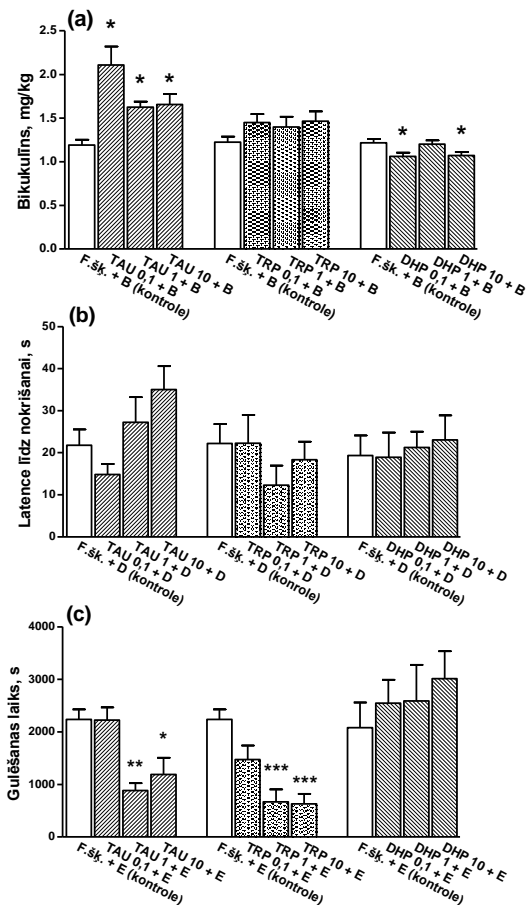 (a)
Bikukulīns, mg/kg
2.5
2.0
1.5
1.0
0.5
0.0
* * *
* *
F.šķ. + B (kontrole)
TAU 0,1 + B
TAU 1 + B
TAU 10 + B
F.šķ. + B (kontrole)
TRP 0,1 + B
TRP 1 + B
TRP 10 + B
F.šķ. + B (kontrole)
DHP 0,1 + B
DHP 1 + B
DHP 10 + B
(b)
Latence līdz nokrišanai, s
50
40
30
20
10
0
F.šķ. + D (kontrole)
TAU 0,1 + D
TAU 1 + D
TAU 10 + D
F.šķ. + D (kontrole)
TRP 0,1 + D
TRP 1 + D
TRP 10 + D
F.šķ. + D (kontrole)
DHP 0,1 + D
DHP 1 + D
DHP 10 + D
(c)
Gulēšanas laiks, s
4000
3000
2000
1000
0
** *
*** ***
F.šķ. + E (kontrole)
TAU 0,1 + E
TAU 1 + E
TAU 10 + E
F.šķ. + E (kontrole)
TRP 0,1 + E
TRP 1 + E
TRP 10 + E
F.šķ. + E (kontrole)
DHP 0,1 + E
DHP 1 + E
DHP 10 + E